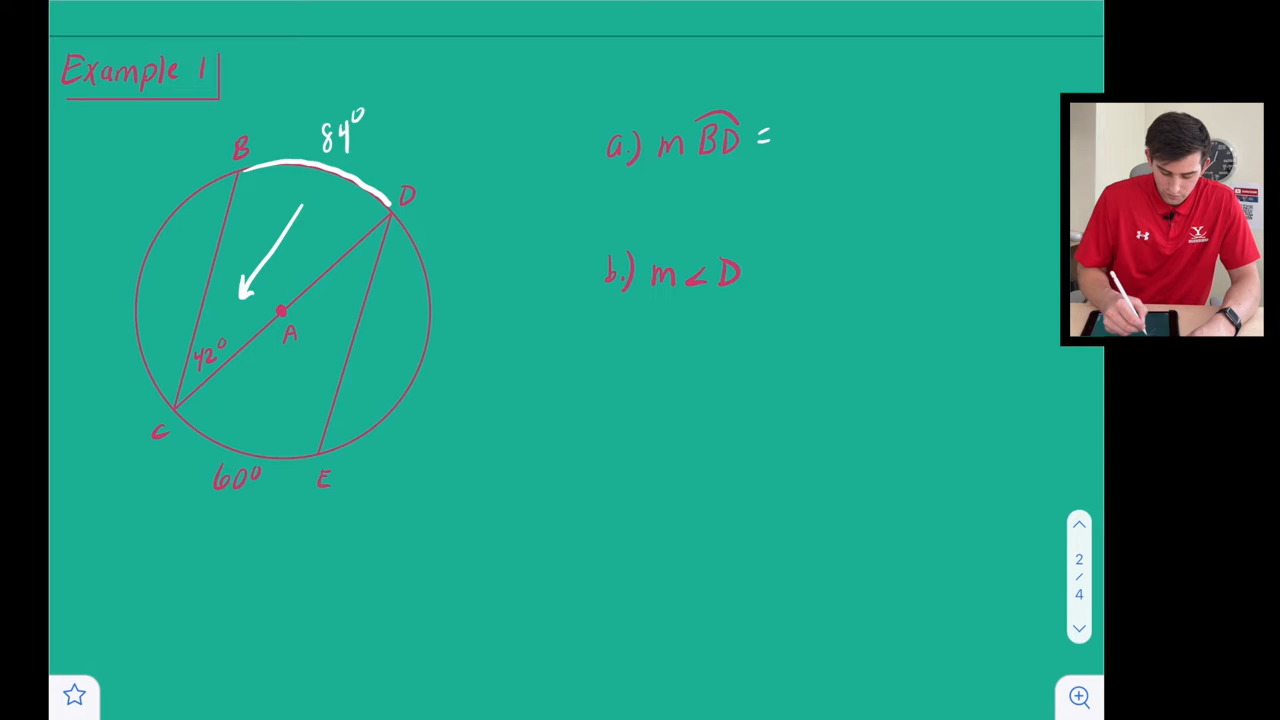 Example 1
84°
B
D
A
42°
C
60°
E
a.) m BD =
b.) m ∠ D
2
/
4
Y